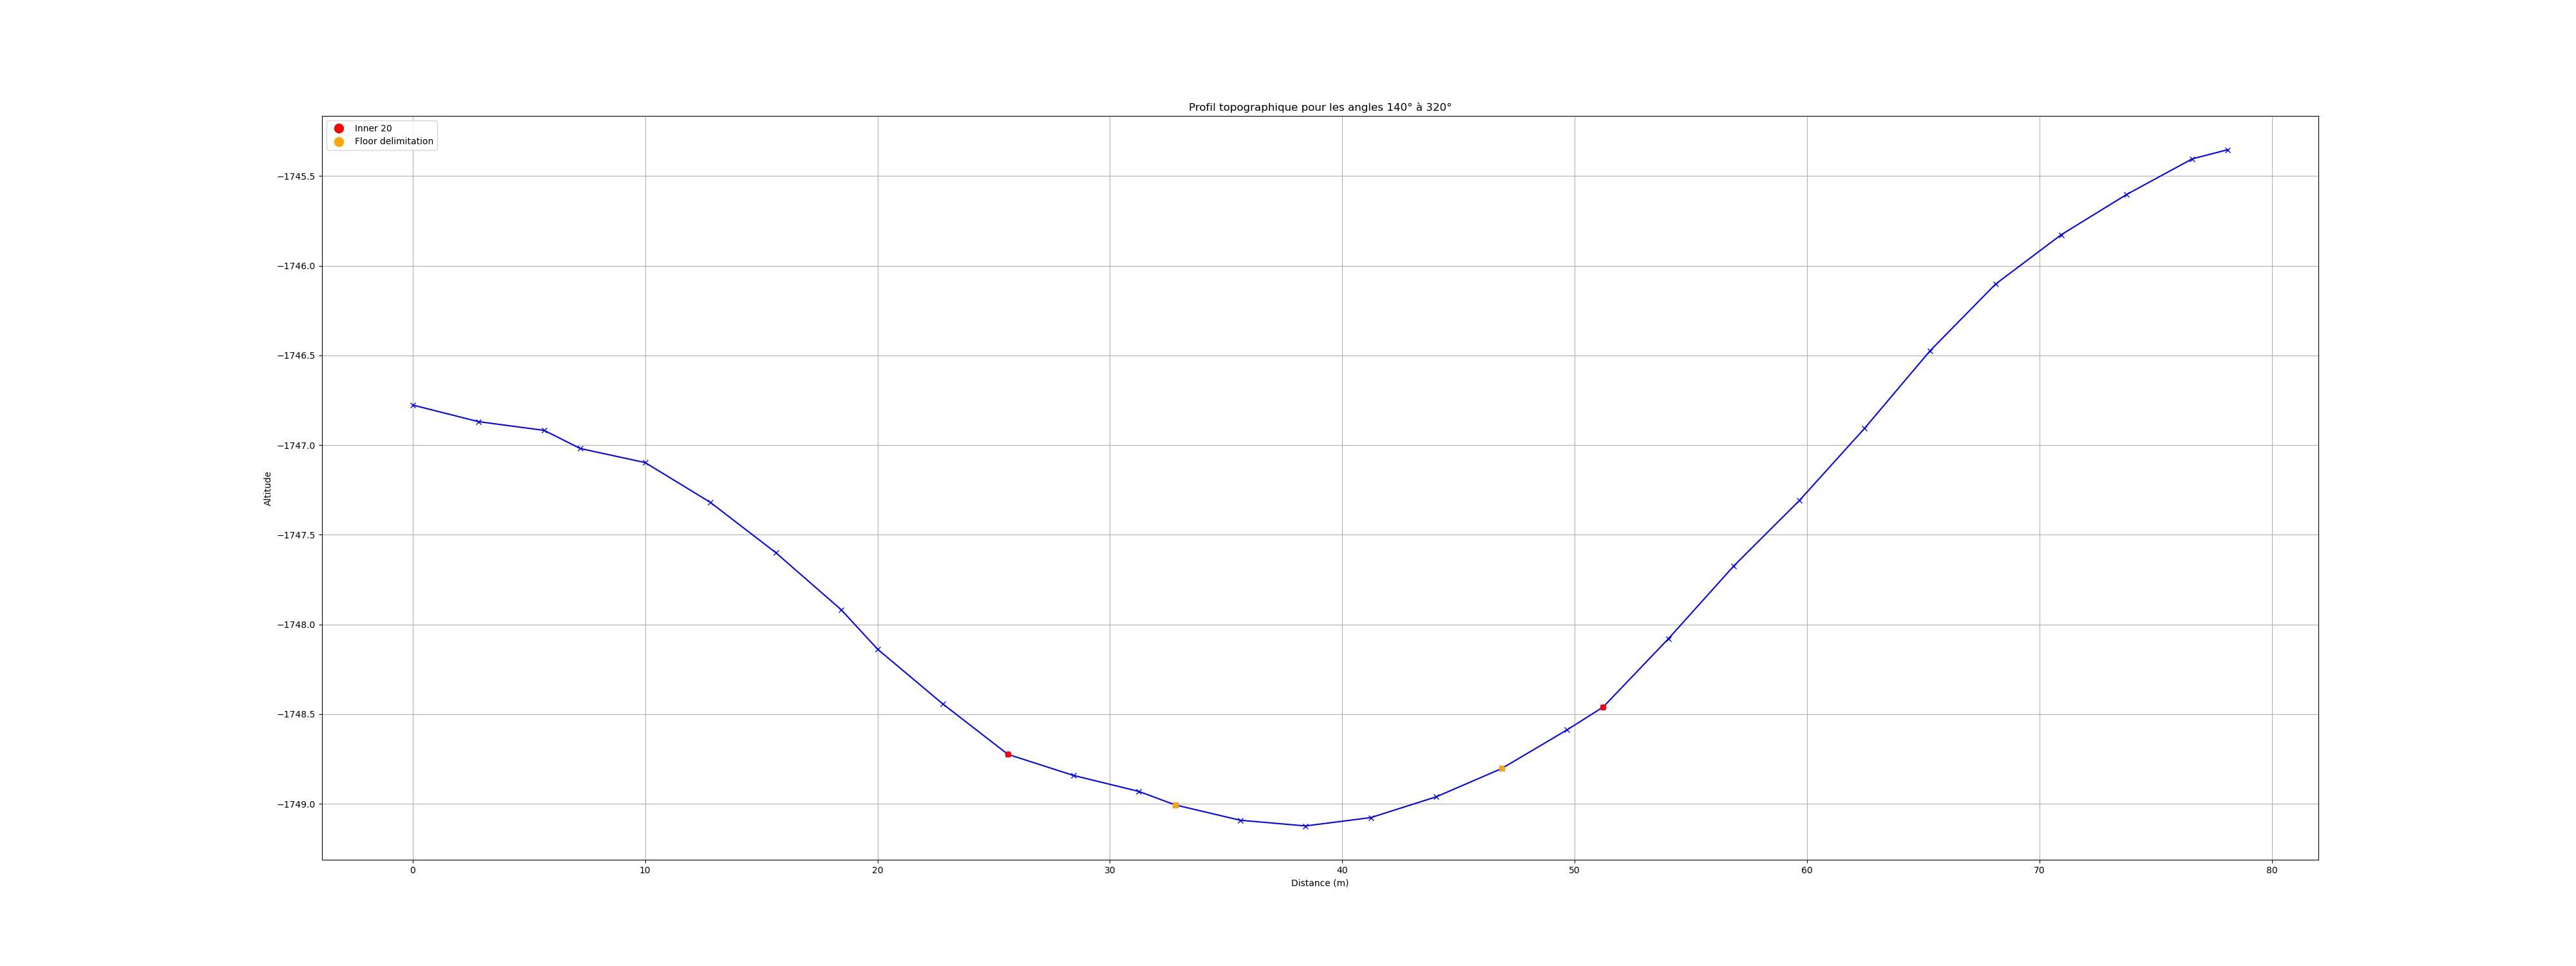 Profil topographique pour les angles 140° à 320°
Inner 20
Floor delimitation
−1745.5
−1746.0
−1746.5
−1747.0
−1747.5
−1748.0
−1748.5
−1749.0
Altitude
0 10 20 30 40 50 60 70 80
Distance (m)